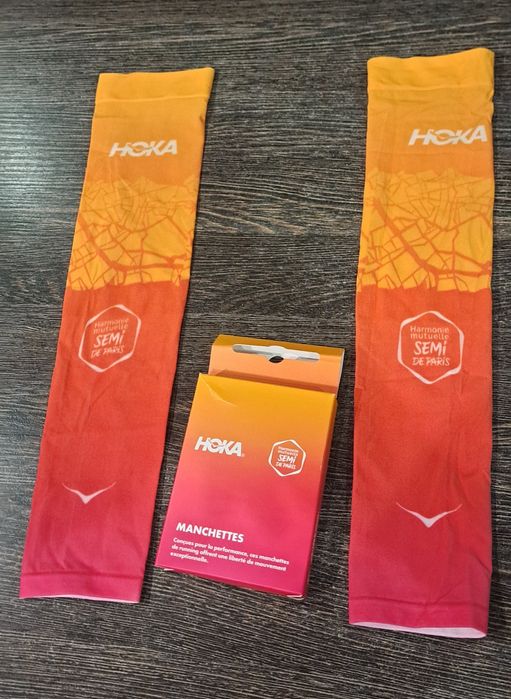 HOKA
Harmonie
mutuelle
SEMI
DE PARIS
HOKA
Harmonie
mutuelle
SEMI
DE PARIS
HOKA
Harmonie
mutuelle
SEMI
DE PARIS
MANCHETTES
Conçues pour la performance, ces manchettes
de running offrent une liberté de mouvement
exceptionnelle.